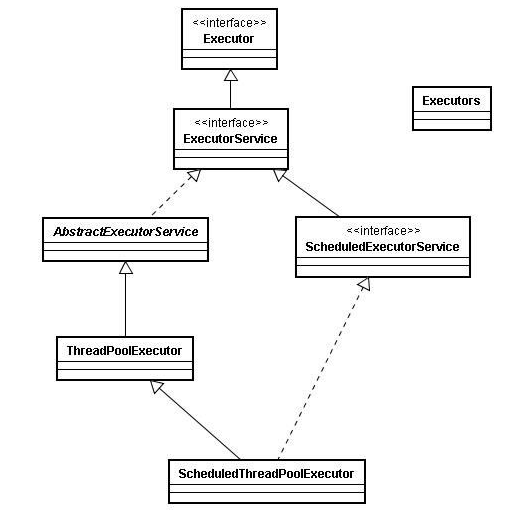 <<interface>>
Executor
<<interface>>
ExecutorService
Executors
AbstractExecutorService
<<interface>>
ScheduledExecutorService
ThreadPoolExecutor
ScheduledThreadPoolExecutor